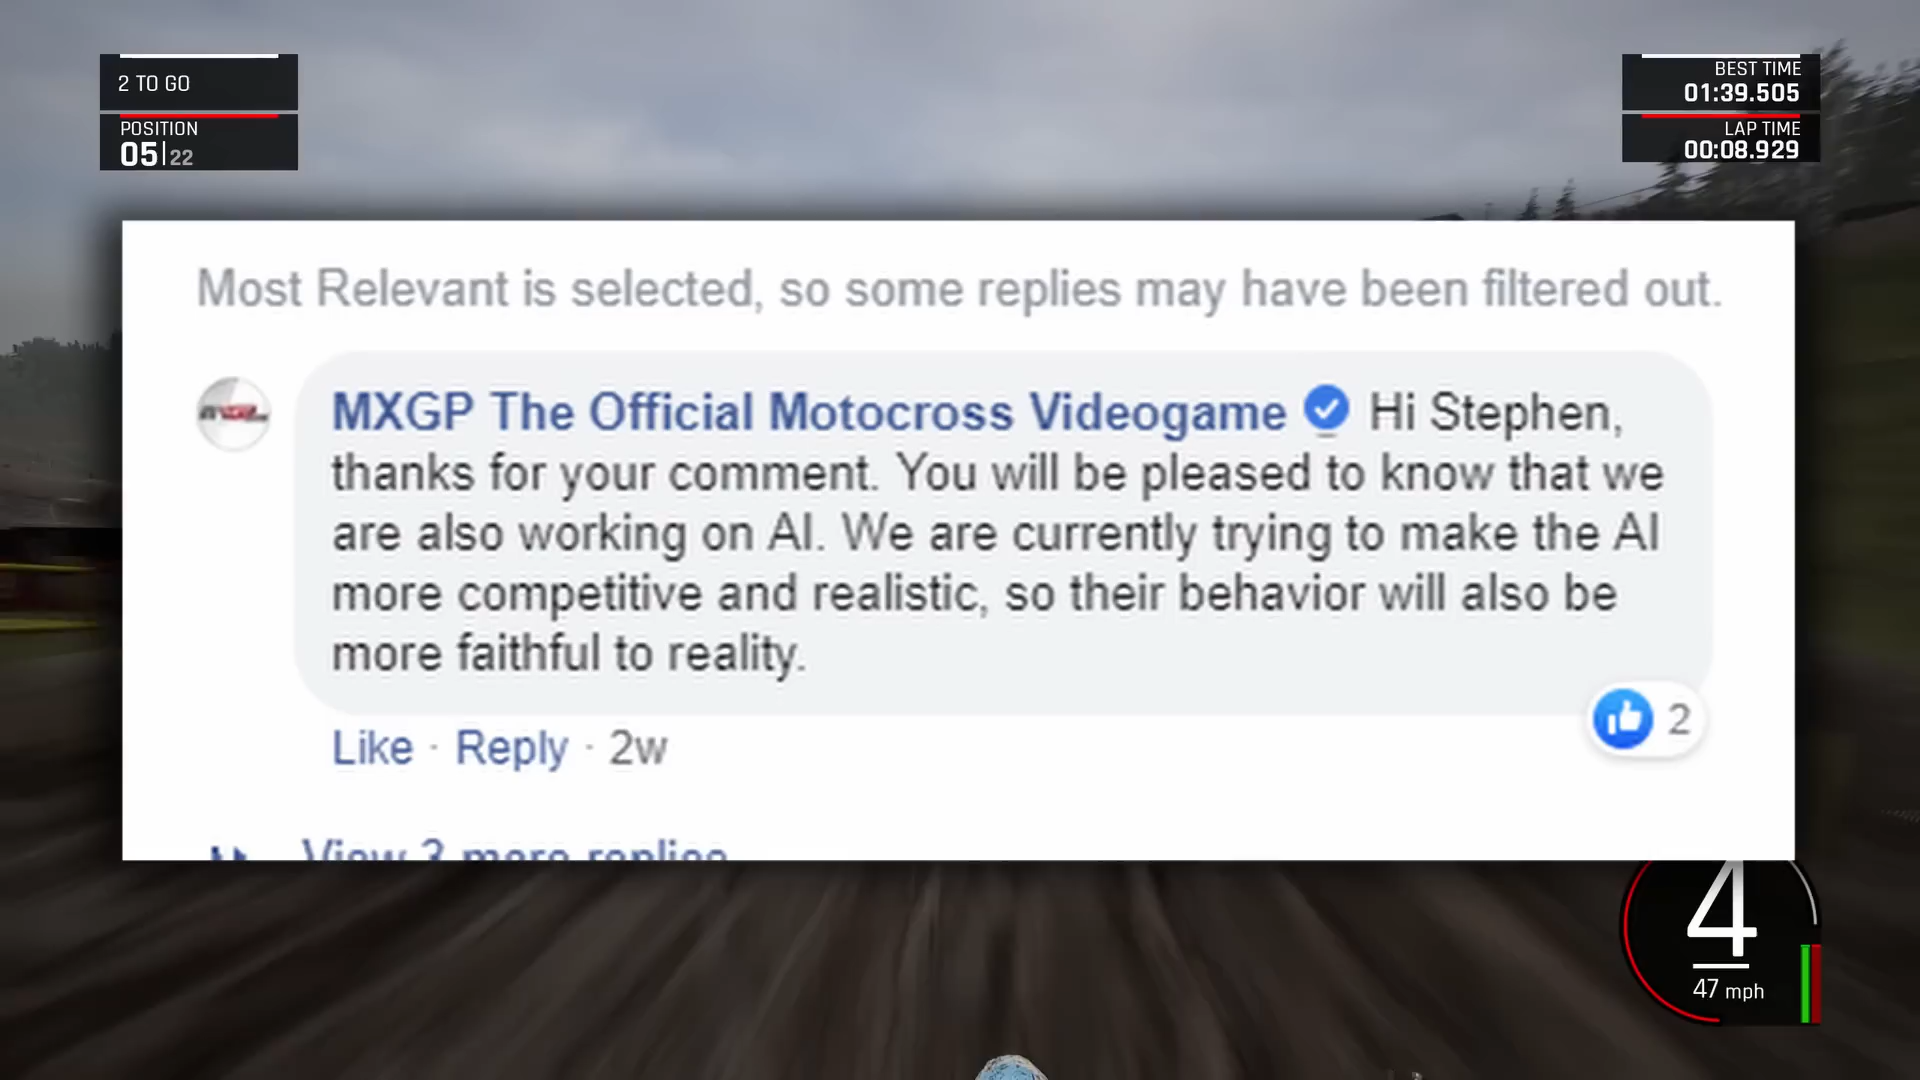 2 TO GO
POSITION
05|22
BEST TIME
01:39.505
LAP TIME
00:08.929
Most Relevant is selected, so some replies may have been filtered out.
MXGP The Official Motocross Videogame Hi Stephen,
thanks for your comment. You will be pleased to know that we
are also working on AI. We are currently trying to make the AI
more competitive and realistic, so their behavior will also be
more faithful to reality.
2
Like · Reply · 2w
View 3 more replies
4
47 mph